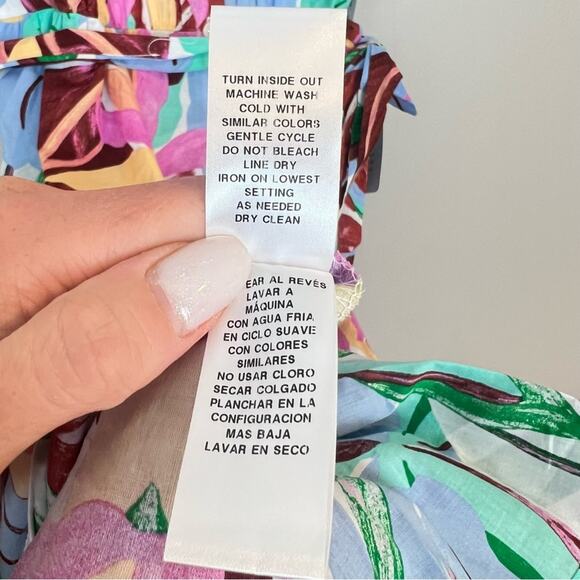 TURN INSIDE OUT
MACHINE WASH
COLD WITH
SIMILAR COLORS
GENTLE CYCLE
DO NOT BLEACH
LINE DRY
IRON ON LOWEST
SETTING
AS NEEDED
DRY CLEAN
AL REVÉS
LAVAR A
MÁQUINA
CON AGUA FRIA
EN CICLO SUAVE
CON COLORES
SIMILARES
NO USAR CLORO
SECAR COLGADO
PLANCHAR EN LA
CONFIGURACION
MAS BAJA
LAVAR EN SECO